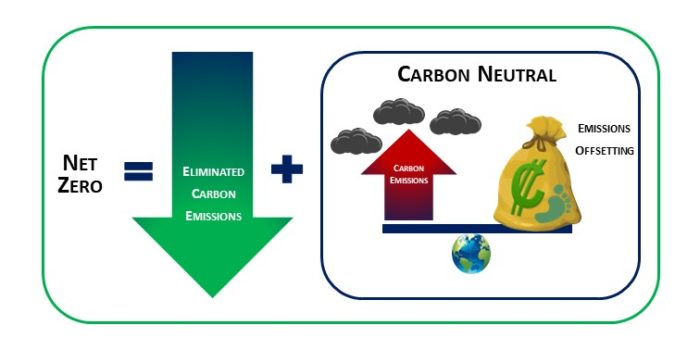 CARBON NEUTRAL
NET
ZERO
=
ELIMINATED
CARBON
EMISSIONS
+
CARBON
EMISSIONS
₵
EMISSIONS
OFFSETTING